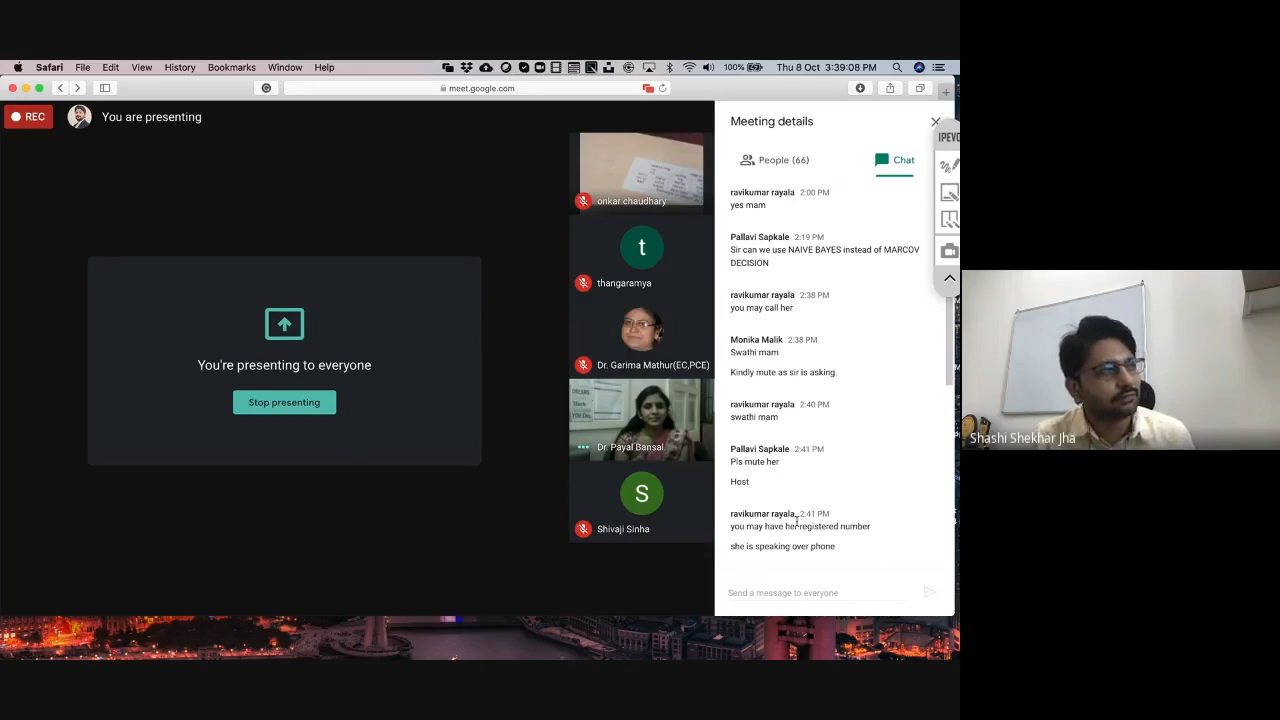 Safari File Edit View History Bookmarks Window Help
100% Thu 8 Oct 3:39:08 PM
meet.google.com
REC
You are presenting
You're presenting to everyone
Stop presenting
onkar chaudhary
t
thangaramya
Dr. Garima Mathur(EC,PCE)
Dr. Payal Bansal
S
Shivaji Sinha
Meeting details
People (66)
Chat
ravikumar rayala 2:00 PM
yes mam
Pallavi Sapkale 2:19 PM
Sir can we use NAIVE BAYES instead of MARCOV
DECISION
ravikumar rayala 2:38 PM
you may call her
Monika Malik 2:38 PM
Swathi mam
Kindly mute as sir is asking.
ravikumar rayala 2:40 PM
swathi mam
Pallavi Sapkale 2:41 PM
Pls mute her
Host
ravikumar rayala 2:41 PM
you may have her registered number
she is speaking over phone
Send a message to everyone
IPEVO
Shashi Shekhar Jha